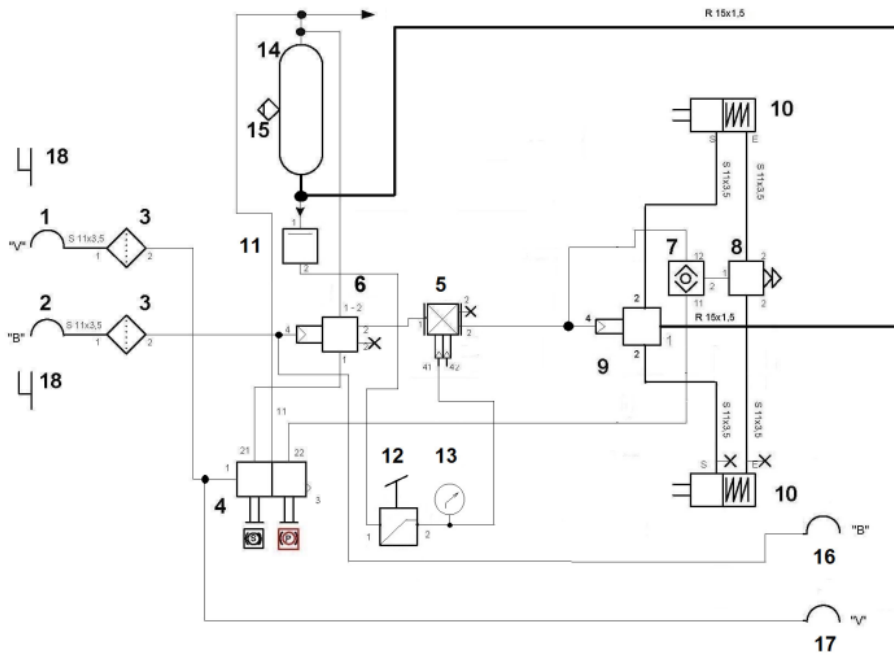 R 15x1,5
14
15
10
S E
S 11x3,5 S 11x3,5
18
1 3
"V" S 11x3,5 1 2
11 1 2
6 5 7 8
1 - 2 12 1 2
2 3
"B" S 11x3,5 1 2
4 2 2 1
1 2 2
2 11 2
4 2 1 R 15x1,5
9
41 42
18
11
S 11x3,5 S 11x3,5
21 22
12 13
S E
1
4 3
S P
1 2
10
"B"
16
"V"
17